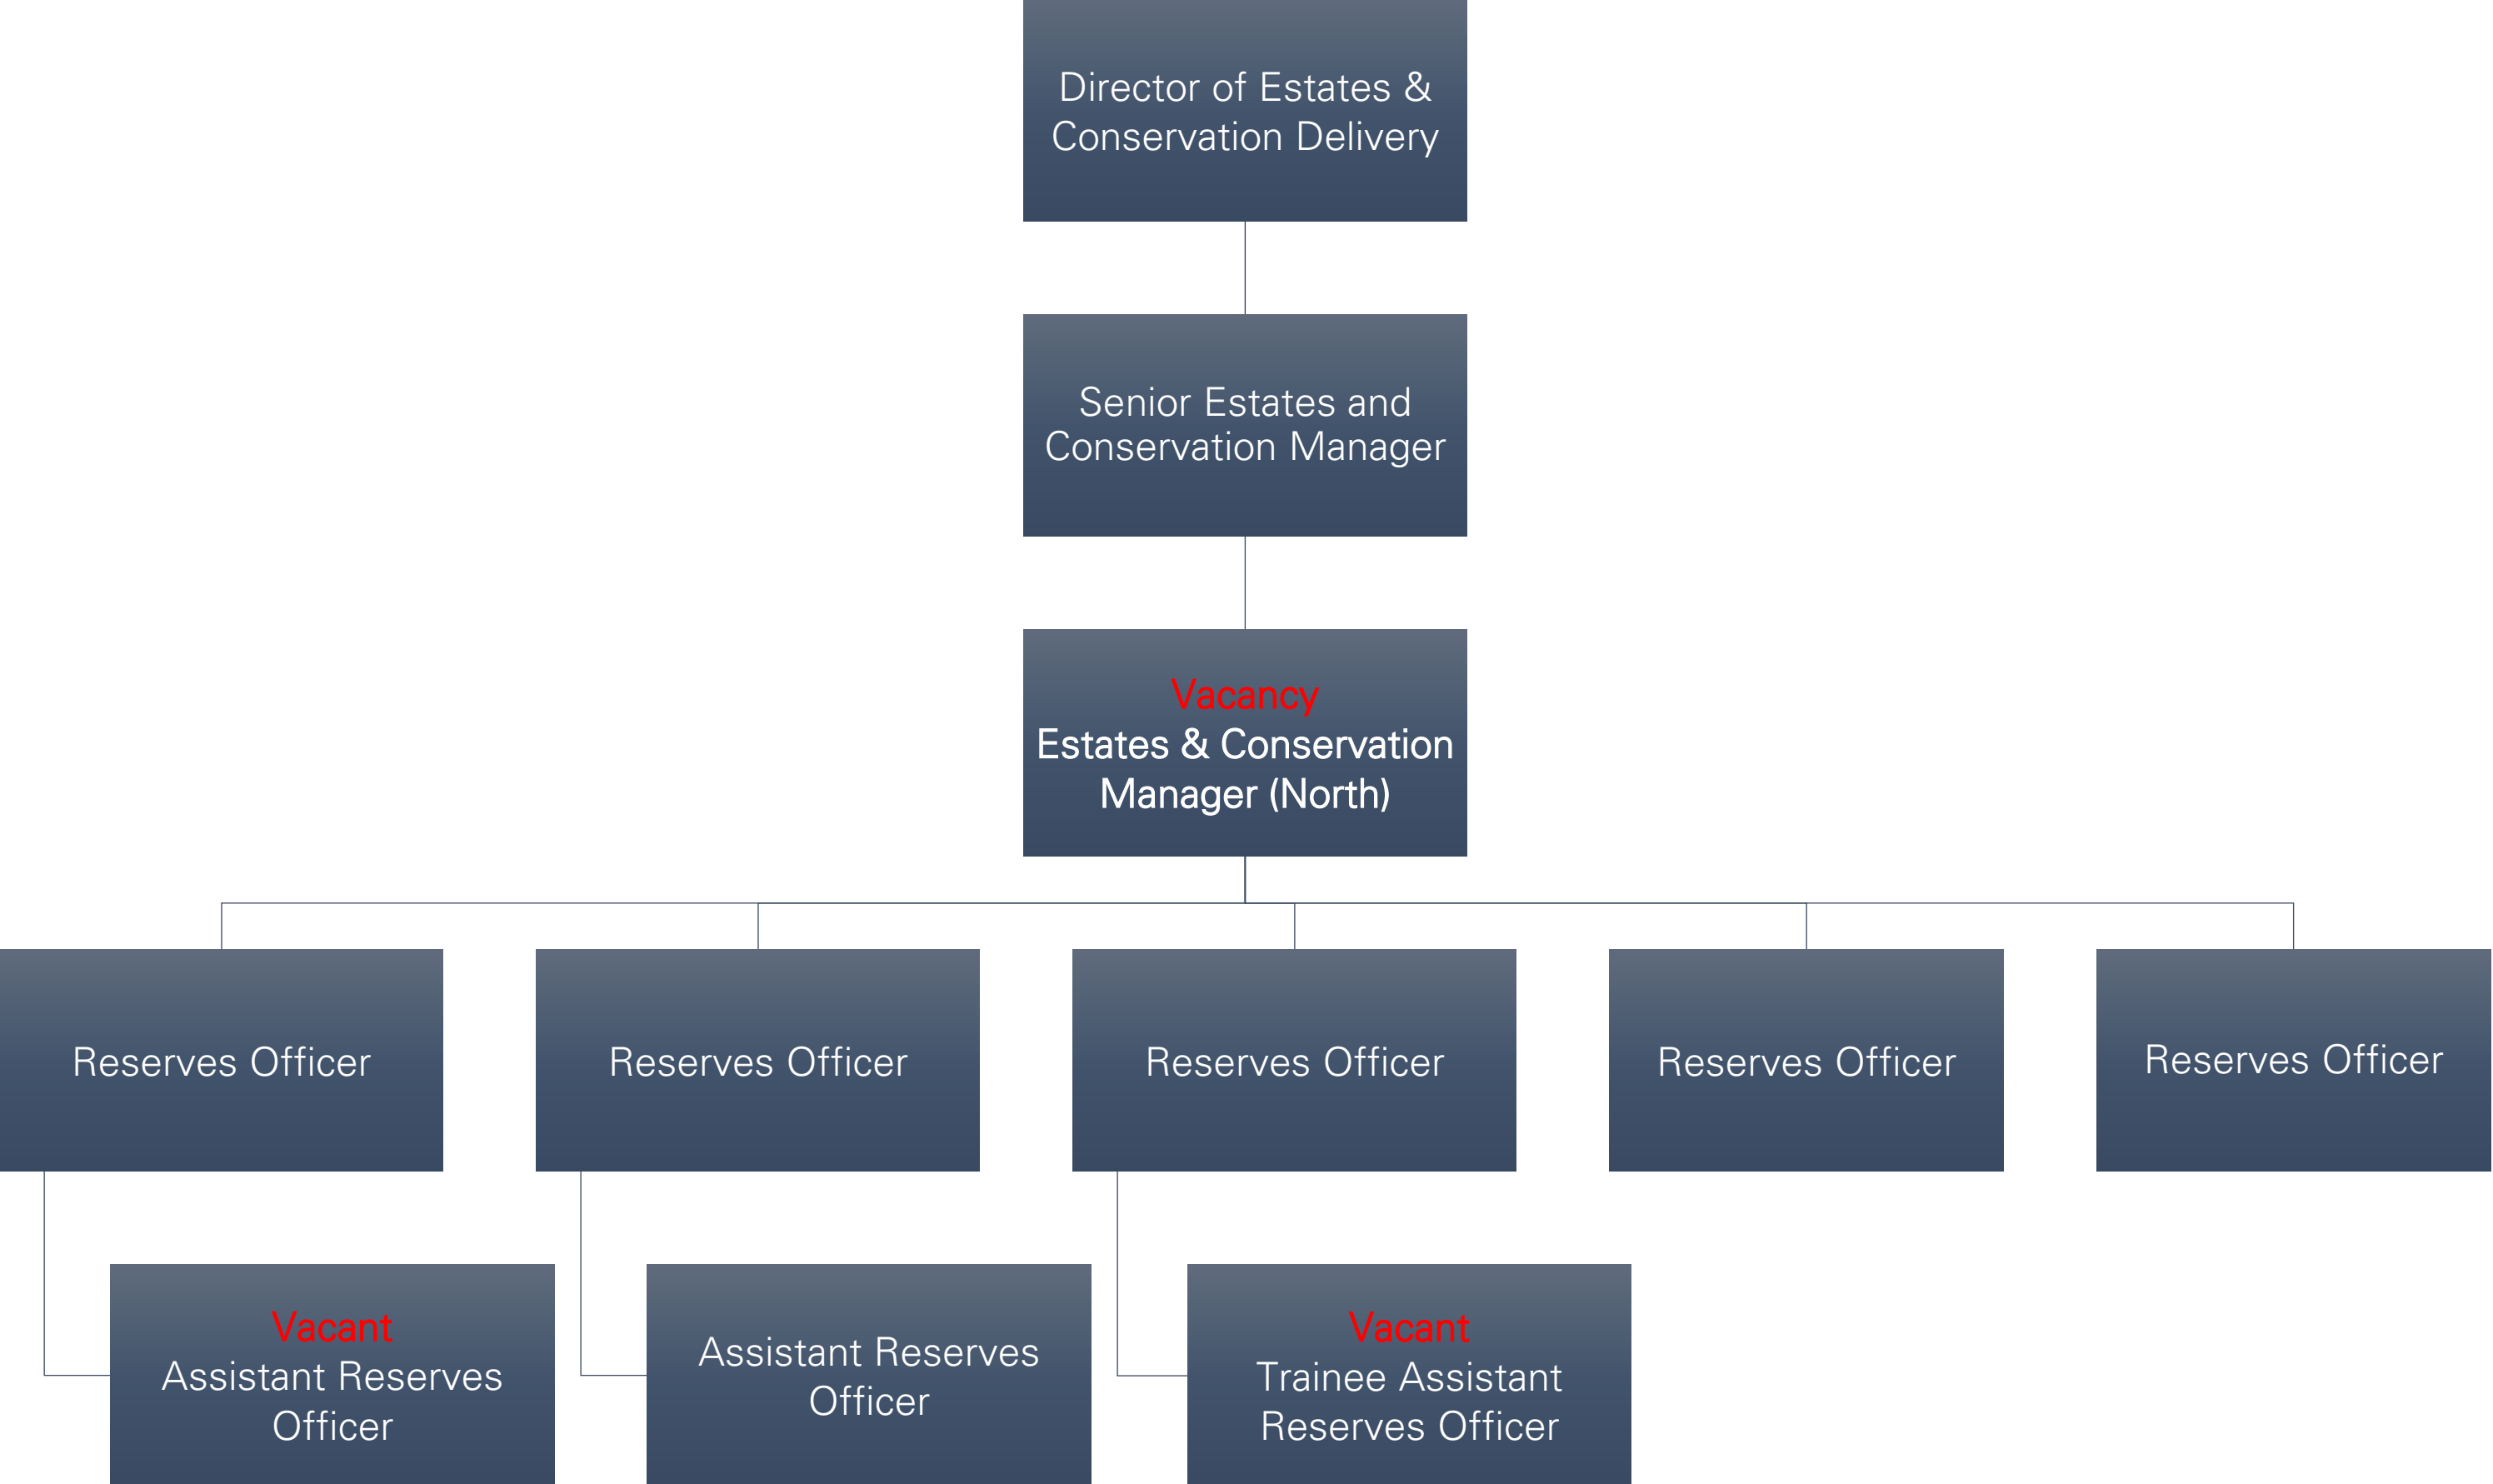 Director of Estates &
Conservation Delivery
Senior Estates and
Conservation Manager
Vacancy
Estates & Conservation
Manager (North)
Reserves Officer
Reserves Officer
Reserves Officer
Reserves Officer
Reserves Officer
Vacant
Assistant Reserves
Officer
Assistant Reserves
Officer
Vacant
Trainee Assistant
Reserves Officer